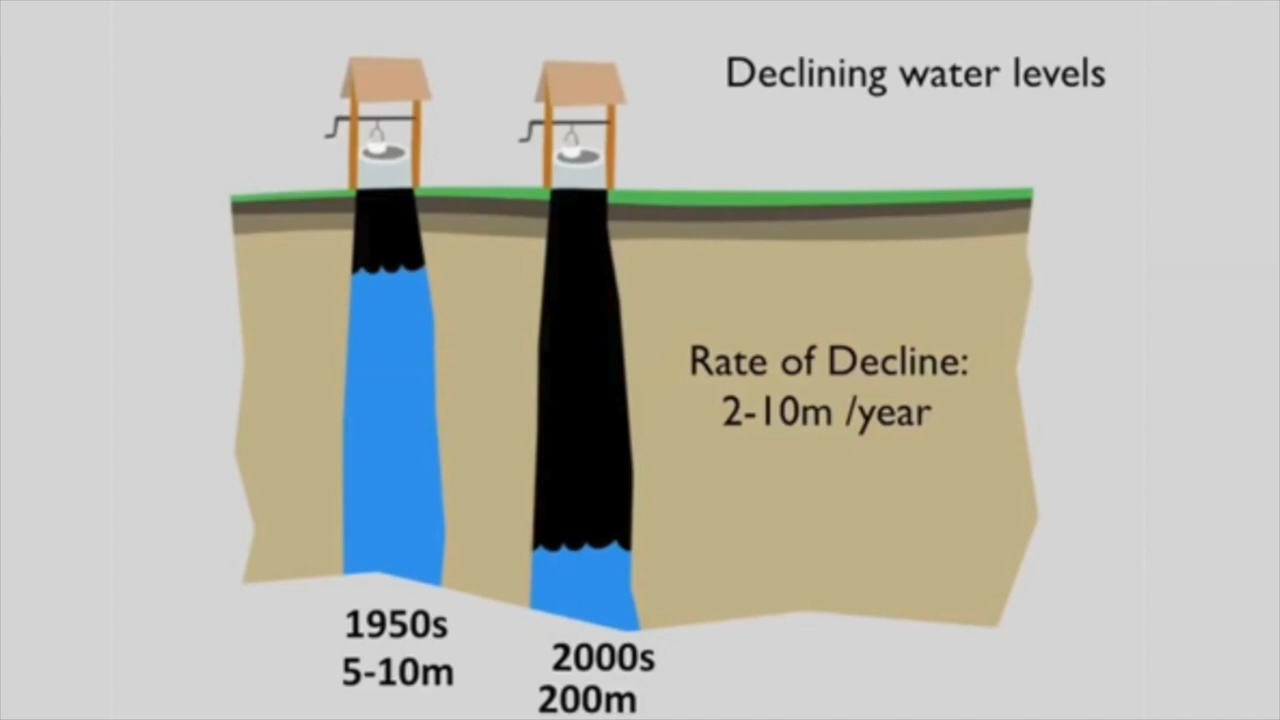 Declining water levels
Rate of Decline:
2-10m /year
1950s
5-10m
2000s
200m